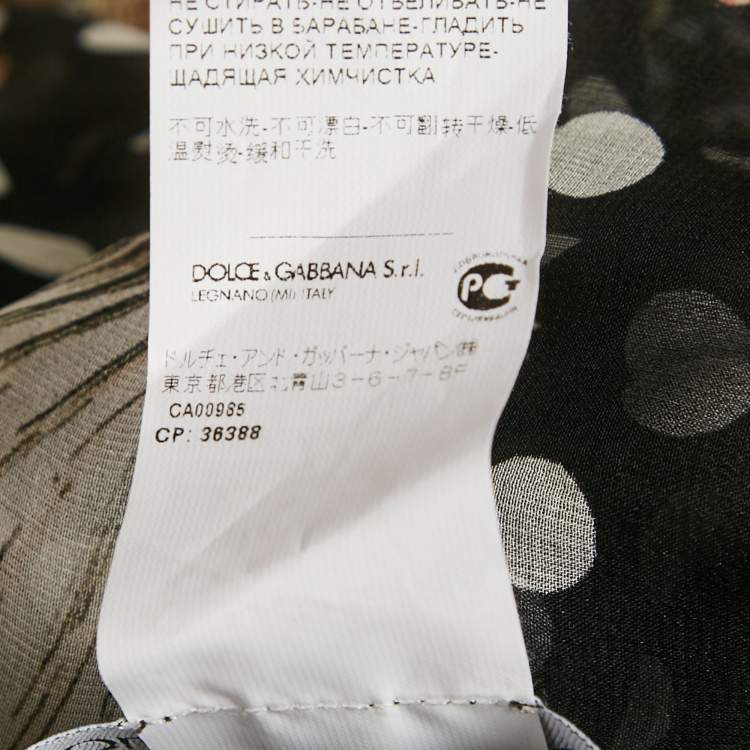 НЕ СТИРАТЬ-НЕ ОТБЕЛИВАТЬ-НЕ
СУШИТЬ В БАРАБАНЕ-ГЛАДИТЬ
ПРИ НИЗКОЙ ТЕМПЕРАТУРЕ-
ЩАДЯЩАЯ ХИМЧИСТКА
不可水洗-不可漂白-不可翻转干燥-低
温熨烫-缓和干洗
DOLCE & GABBANA S.r.l.
LEGNANO (MI) ITALY
РСТ
ドルチェ・アンド・ガッバーナ・ジャパン(株)
東京都港区北青山3-6-7-8F
CA00985
CP: 36388